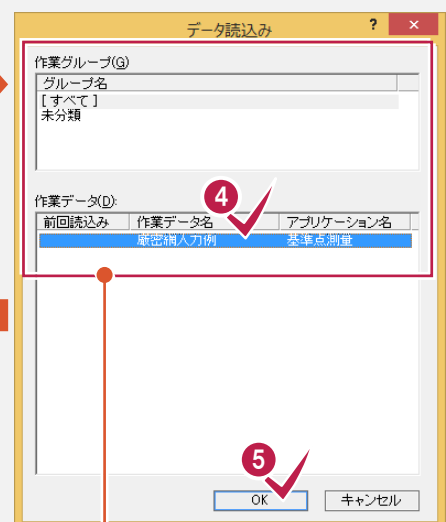 データ読込み ? ×
作業グループ(G)
グループ名
[すべて]
未分類
作業データ(D):
4
前回読込み 作業データ名 アプリケーション名
厳密網入力例 基準点測量
5
OK キャンセル